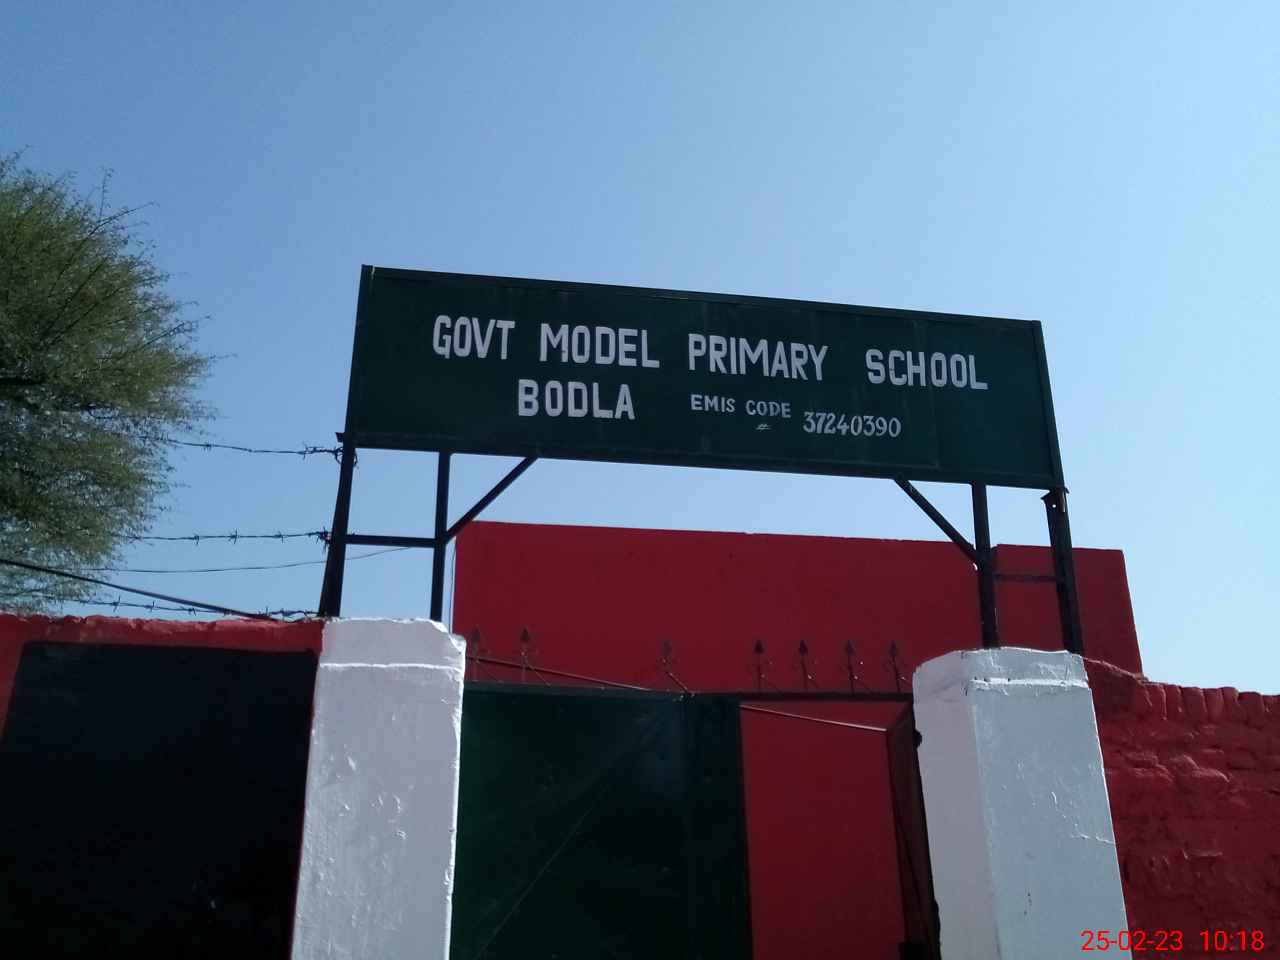 GOVT MODEL PRIMARY SCHOOL
BODLA EMIS CODE # 37240390
25-02-23 10:18